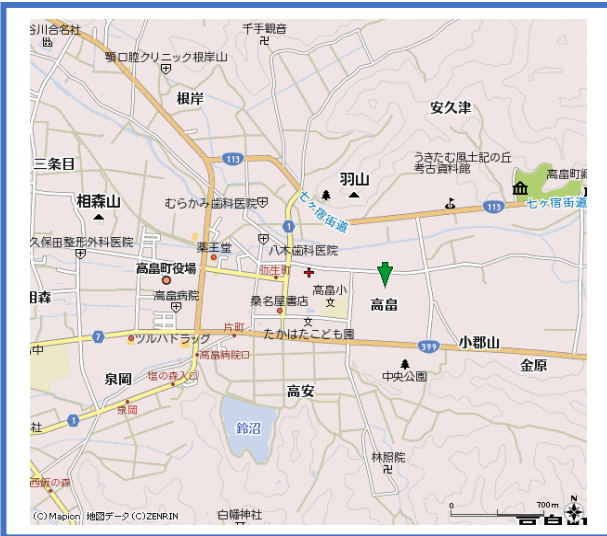 谷川合名社
千手観音
顎口腔クリニック根岸山
根岸
安久津
三条目
113
うきたむ風土記の丘
考古資料館
高畠町郷
羽山
相森山
むらかみ歯科医院
七ヶ宿街道
113
七ヶ宿街道
1
久保田整形外科医院
薬王堂
八木歯科医院
高畠町役場
弥生町
相森
高畠病院
高畠小
高畠
桑名屋書店
片町
たかはたこども園
7
ツルハドラッグ
399
小郡山
中
高畠病院口
金原
泉岡
塩の森入口
中央公園
高安
泉岡
1
社
鈴沼
林照院
西飯の森
白幡神社
0
700m
N
(C)Mapion 地図データ(C)ZENRIN